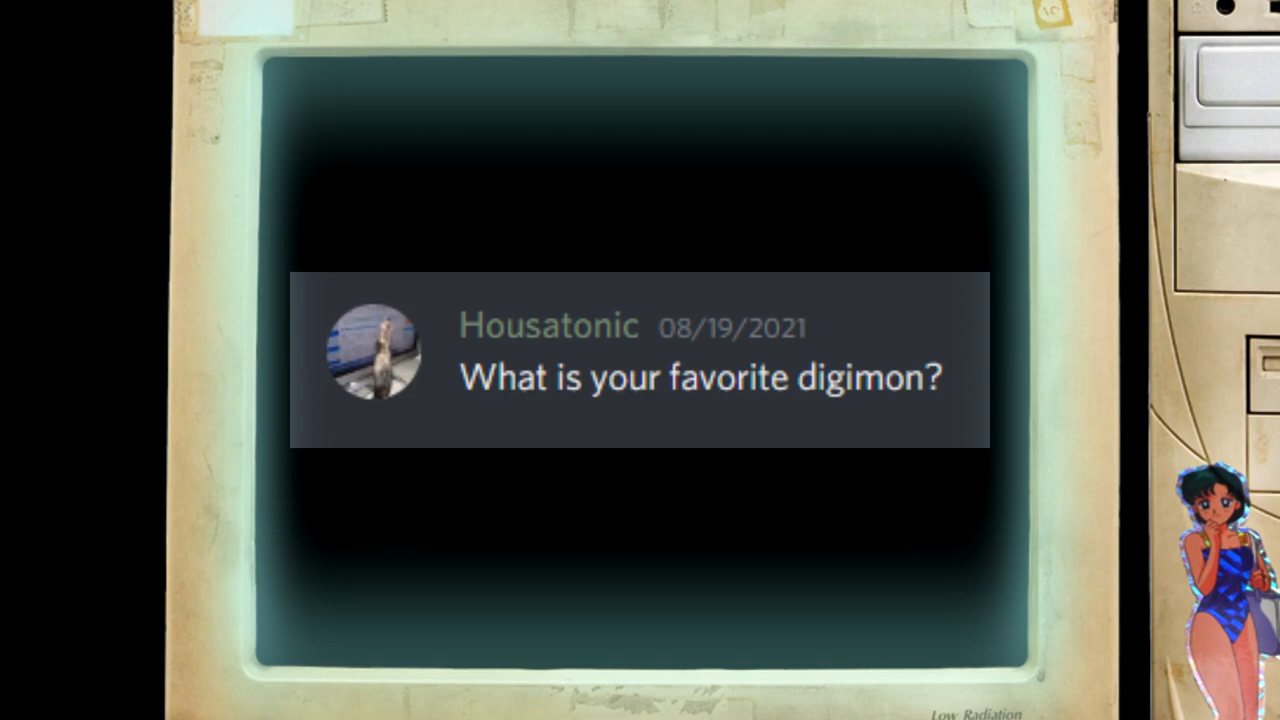 Housatonic 08/19/2021
What is your favorite digimon?
Low Radiation